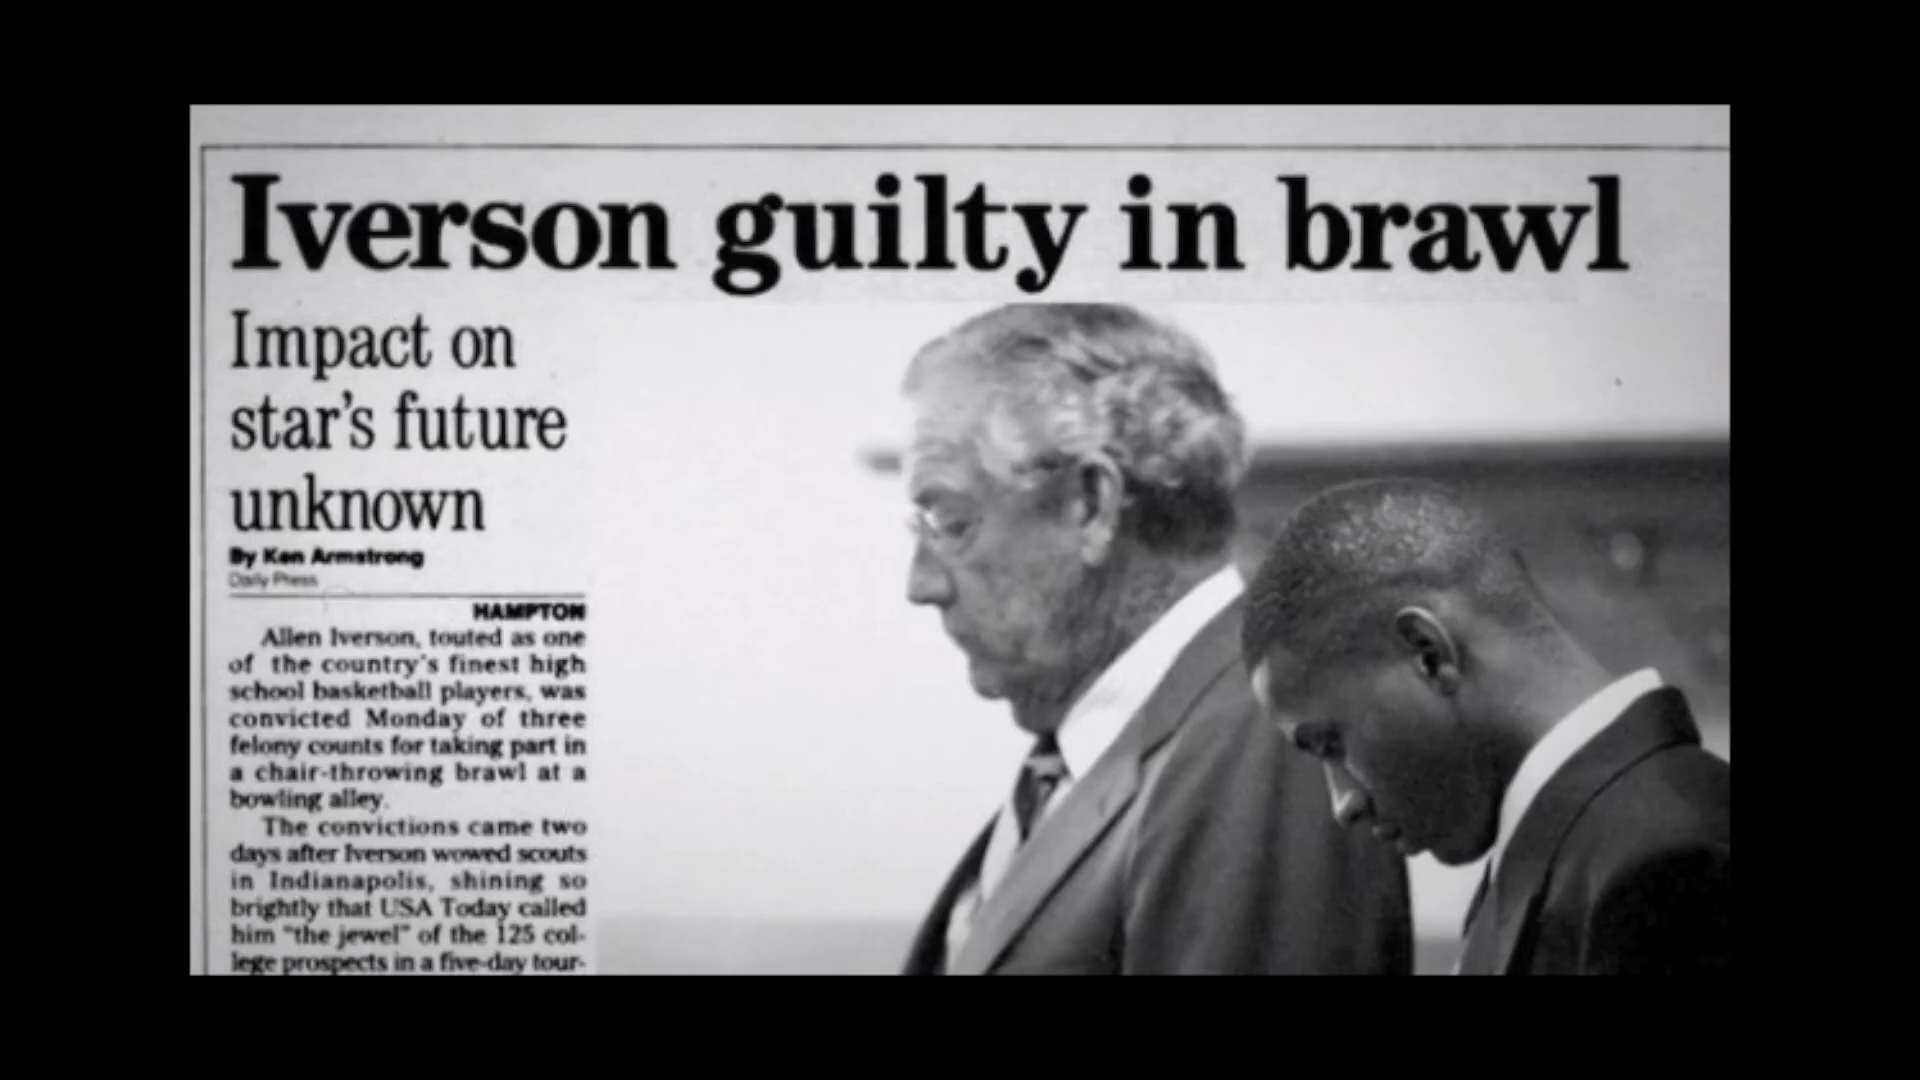 Iverson guilty in brawl
Impact on
star's future
unknown
By Ken Armstrong
Daily Press
HAMPTON
Allen Iverson, touted as one
of the country's finest high
school basketball players, was
convicted Monday of three
felony counts for taking part in
a chair-throwing brawl at a
bowling alley.
The convictions came two
days after Iverson wowed scouts
in Indianapolis, shining so
brightly that USA Today called
him "the jewel" of the 125 col-
lege prospects in a five-day tour-